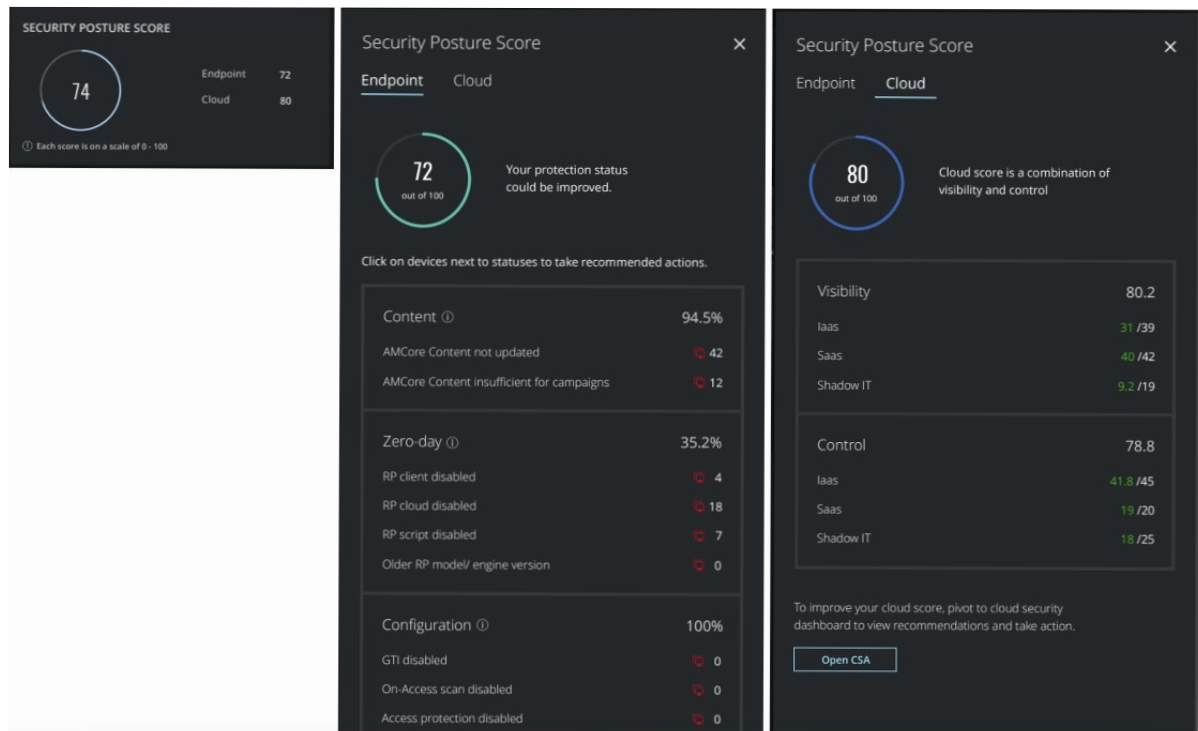 SECURITY POSTURE SCORE
74
Endpoint 72
Cloud 80
Each score is on a scale of 0 - 100
Security Posture Score
Endpoint Cloud
72
out of 100
Your protection status
could be improved.
Click on devices next to statuses to take recommended actions.
Content 94.5%
AMCore Content not updated 42
AMCore Content insufficient for campaigns 12
Zero-day 35.2%
RP client disabled 4
RP cloud disabled 18
RP script disabled 7
Older RP model/ engine version 0
Configuration 100%
GTI disabled 0
On-Access scan disabled 0
Access protection disabled 0
Security Posture Score
Endpoint Cloud
80
out of 100
Cloud score is a combination of
visibility and control
Visibility 80.2
Iaas 31 /39
Saas 40 /42
Shadow IT 9.2 /19
Control 78.8
Iaas 41.8 /45
Saas 19 /20
Shadow IT 18 /25
To improve your cloud score, pivot to cloud security
dashboard to view recommendations and take action.
Open CSA